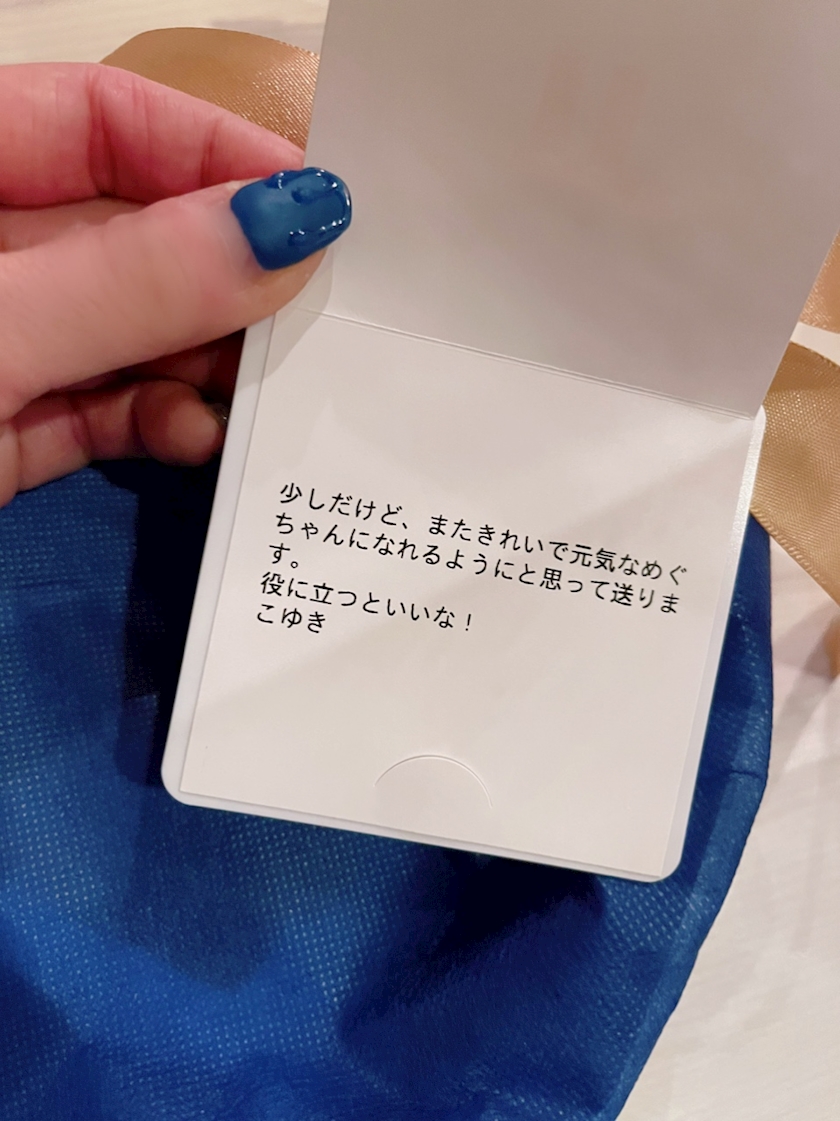 少しだけど、またきれいで元気なめぐ
ちゃんになれるようにと思って送りま
す。
役に立つといいな！
こゆき